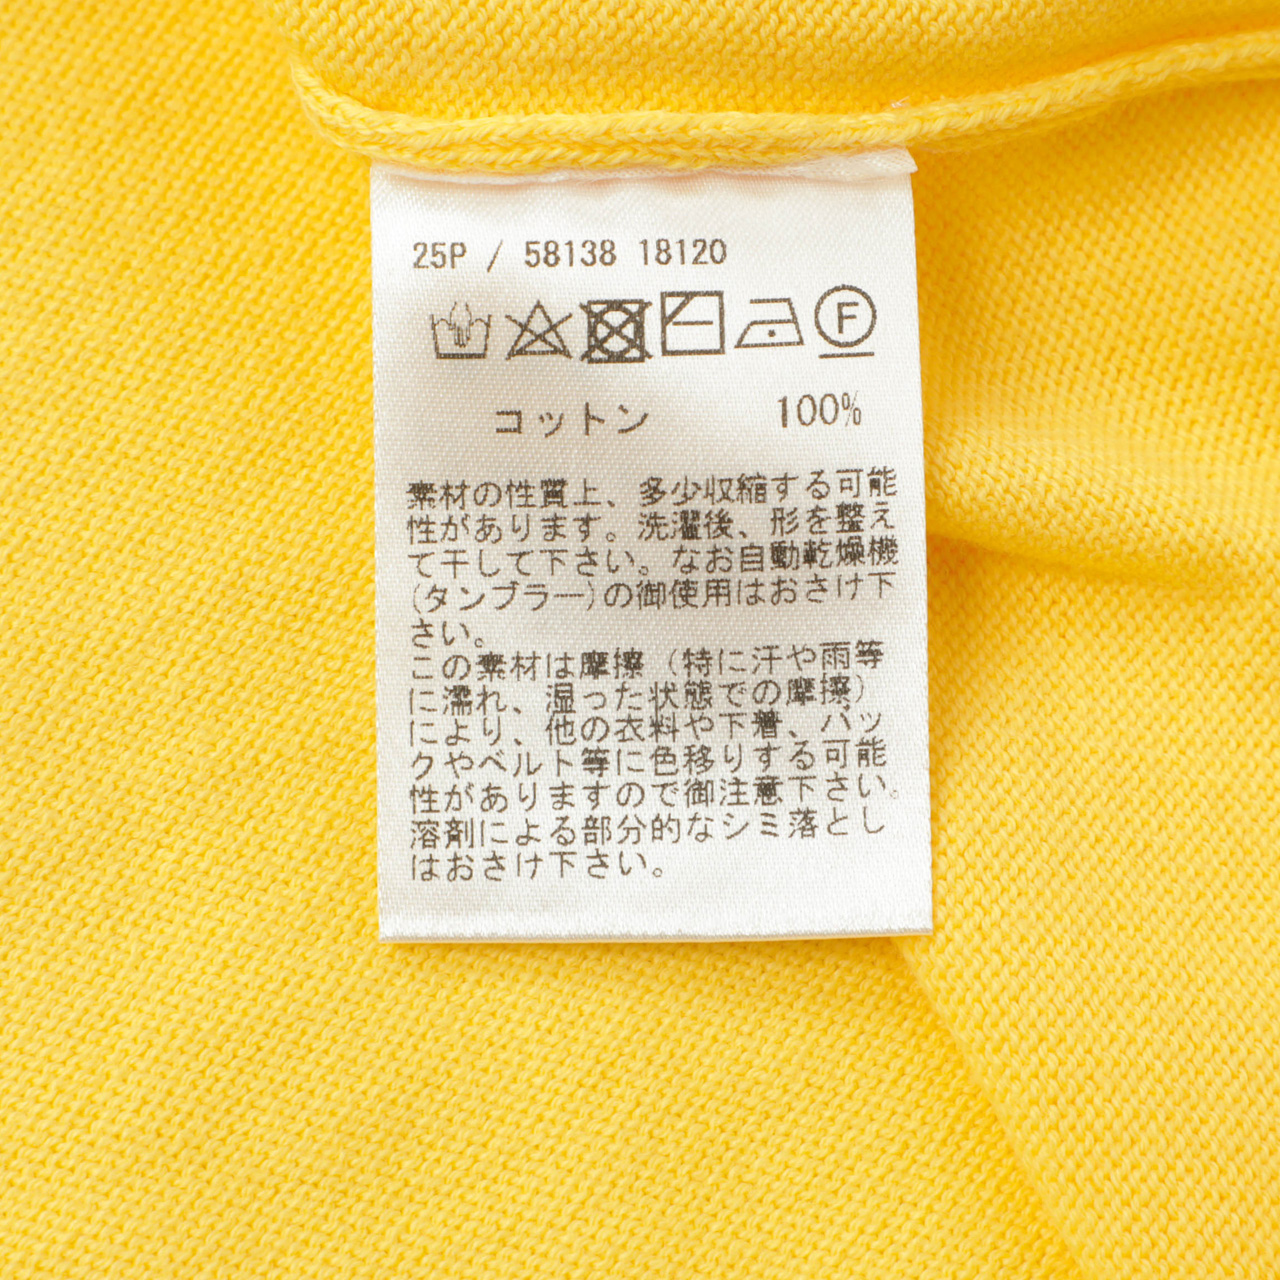 25P / 58138 18120
F
コットン 100%
素材の性質上、多少収縮する可能
性があります。洗濯後、形を整え
て干して下さい。なお自動乾燥機
(タンブラー)の御使用はおさけ下
さい。
この素材は摩擦（特に汗や雨等
に濡れ、湿った状態での摩擦）
により、他の衣料や下着、バッ
クやベルト等に色移りする可能
性がありますので御注意下さい。
溶剤による部分的なシミ落とし
はおさけ下さい。